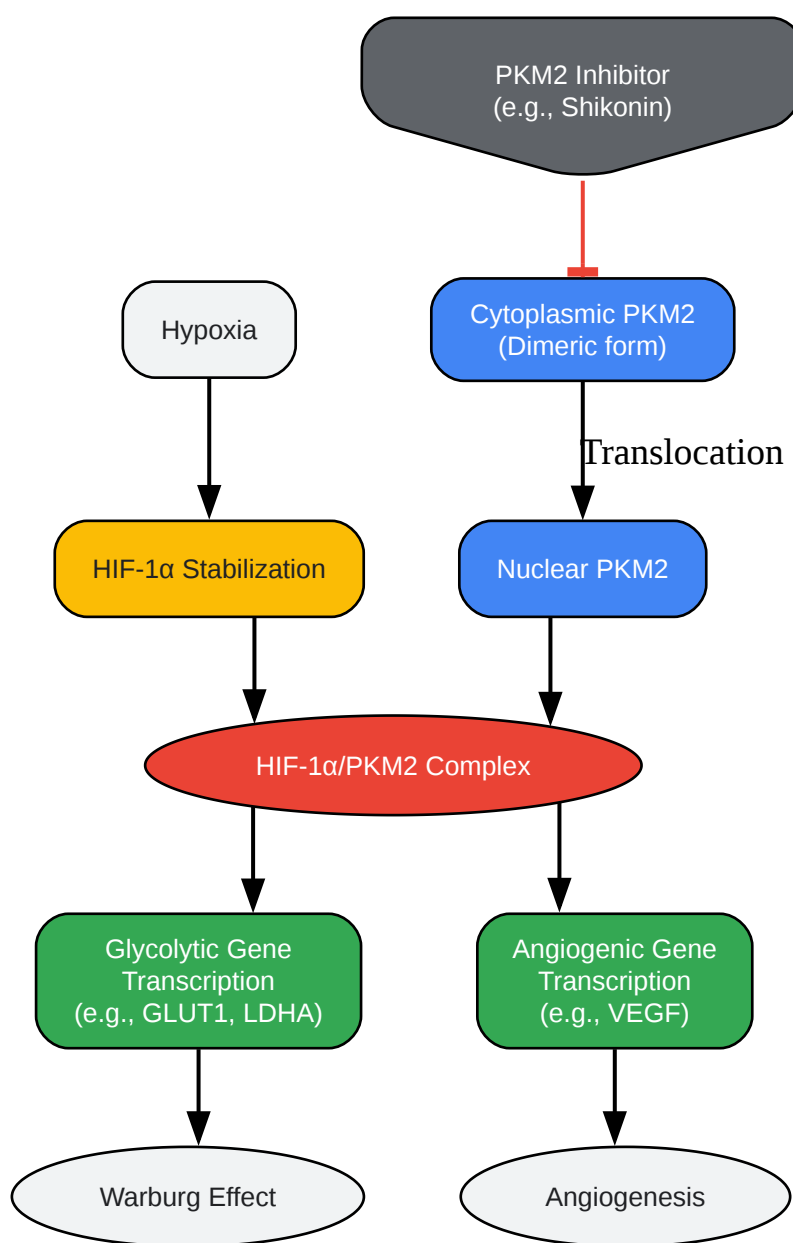 PKM2 Inhibitor
(e.g., Shikonin)
Hypoxia
Cytoplasmic PKM2
(Dimeric form)
Translocation
HIF-1α Stabilization
Nuclear PKM2
HIF-1α/PKM2 Complex
Glycolytic Gene
Transcription
(e.g., GLUT1, LDHA)
Angiogenic Gene
Transcription
(e.g., VEGF)
Warburg Effect
Angiogenesis